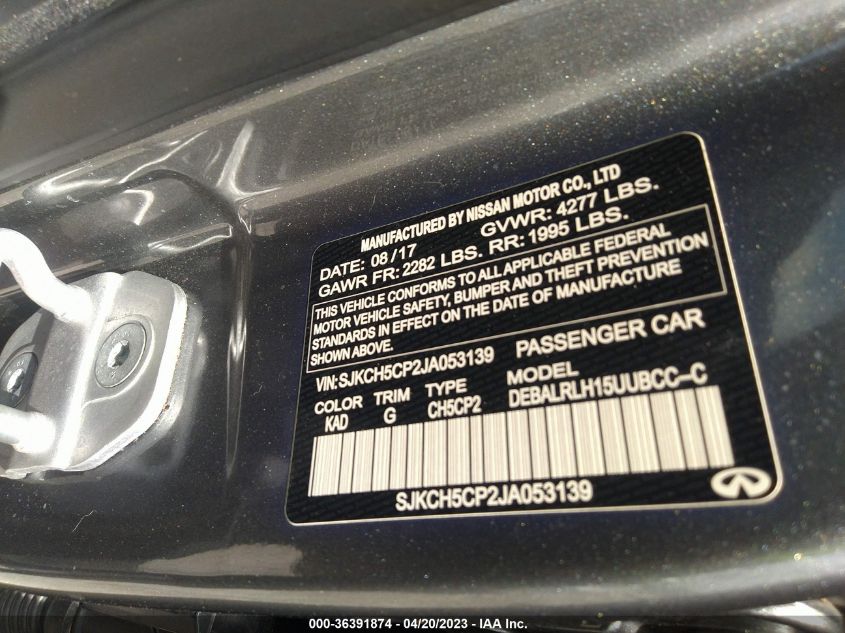 MANUFACTURED BY NISSAN MOTOR CO., LTD
DATE: 08/17 GVWR: 4277 LBS.
GAWR FR: 2282 LBS. RR: 1995 LBS.
THIS VEHICLE CONFORMS TO ALL APPLICABLE FEDERAL
MOTOR VEHICLE SAFETY, BUMPER AND THEFT PREVENTION
STANDARDS IN EFFECT ON THE DATE OF MANUFACTURE
SHOWN ABOVE.
VIN: SJKCH5CP2JA053139 PASSENGER CAR
COLOR TRIM TYPE MODEL
KAD G CH5CP2 DEBALRLH15UUBCC-C
SJKCH5CP2JA053139
000-36391874 / 04/20/2023 - IAA Inc.